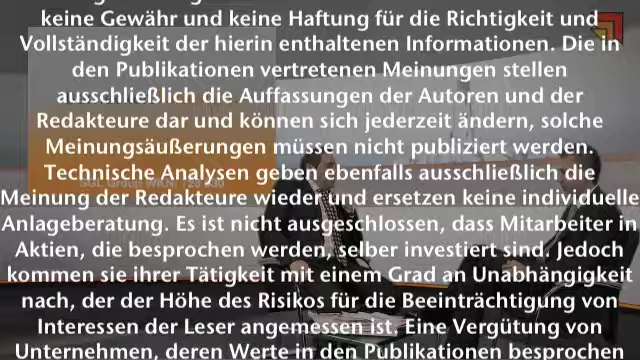 keine Gewähr und keine Haftung für die Richtigkeit und
Vollständigkeit der hierin enthaltenen Informationen. Die in
den Publikationen vertretenen Meinungen stellen
ausschließlich die Auffassungen der Autoren und der
Redakteure dar und können sich jederzeit ändern, solche
Meinungsäußerungen müssen nicht publiziert werden.
Technische Analysen geben ebenfalls ausschließlich die
SGL Group WKN:
Meinung der Redakteure wieder und ersetzen keine individuelle
Anlageberatung. Es ist nicht ausgeschlossen, dass Mitarbeiter in
Aktien, die besprochen werden, selber investiert sind. Jedoch
kommen sie ihrer Tätigkeit mit einem Grad an Unabhängigkeit
nach, der der Höhe des Risikos für die Beeinträchtigung von
Interessen der Leser angemessen ist. Eine Vergütung von
Unternehmen, deren Werte in den Publikationen besprochen